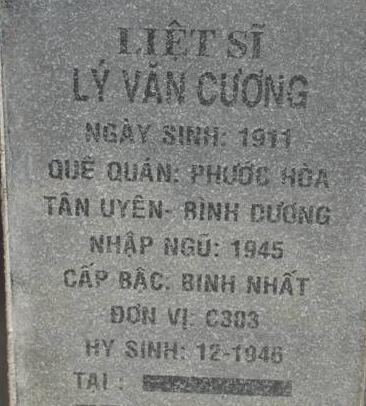 LIỆT SĨ
LÝ VĂN CƯƠNG
NGÀY SINH: 1911
QUÊ QUÁN: PHƯỚC HÒA
TÂN UYÊN- BÌNH DƯƠNG
NHẬP NGŨ: 1945
CẤP BẬC: BINH NHẤT
ĐƠN VỊ: C303
HY SINH: 12-1946
TẠI :